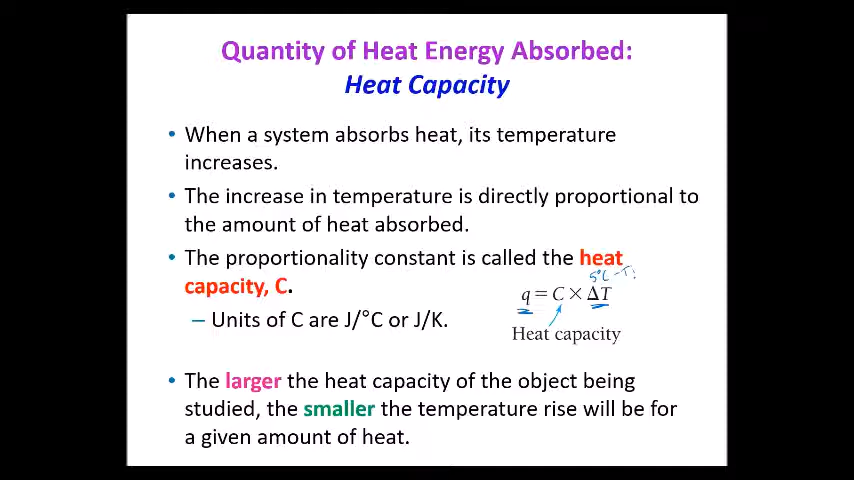 Quantity of Heat Energy Absorbed:
Heat Capacity
• When a system absorbs heat, its temperature
increases.
• The increase in temperature is directly proportional to
the amount of heat absorbed.
• The proportionality constant is called the heat
capacity, C.
5°C -T
– Units of C are J/°C or J/K.
q = C × ΔT
Heat capacity
• The larger the heat capacity of the object being
studied, the smaller the temperature rise will be for
a given amount of heat.